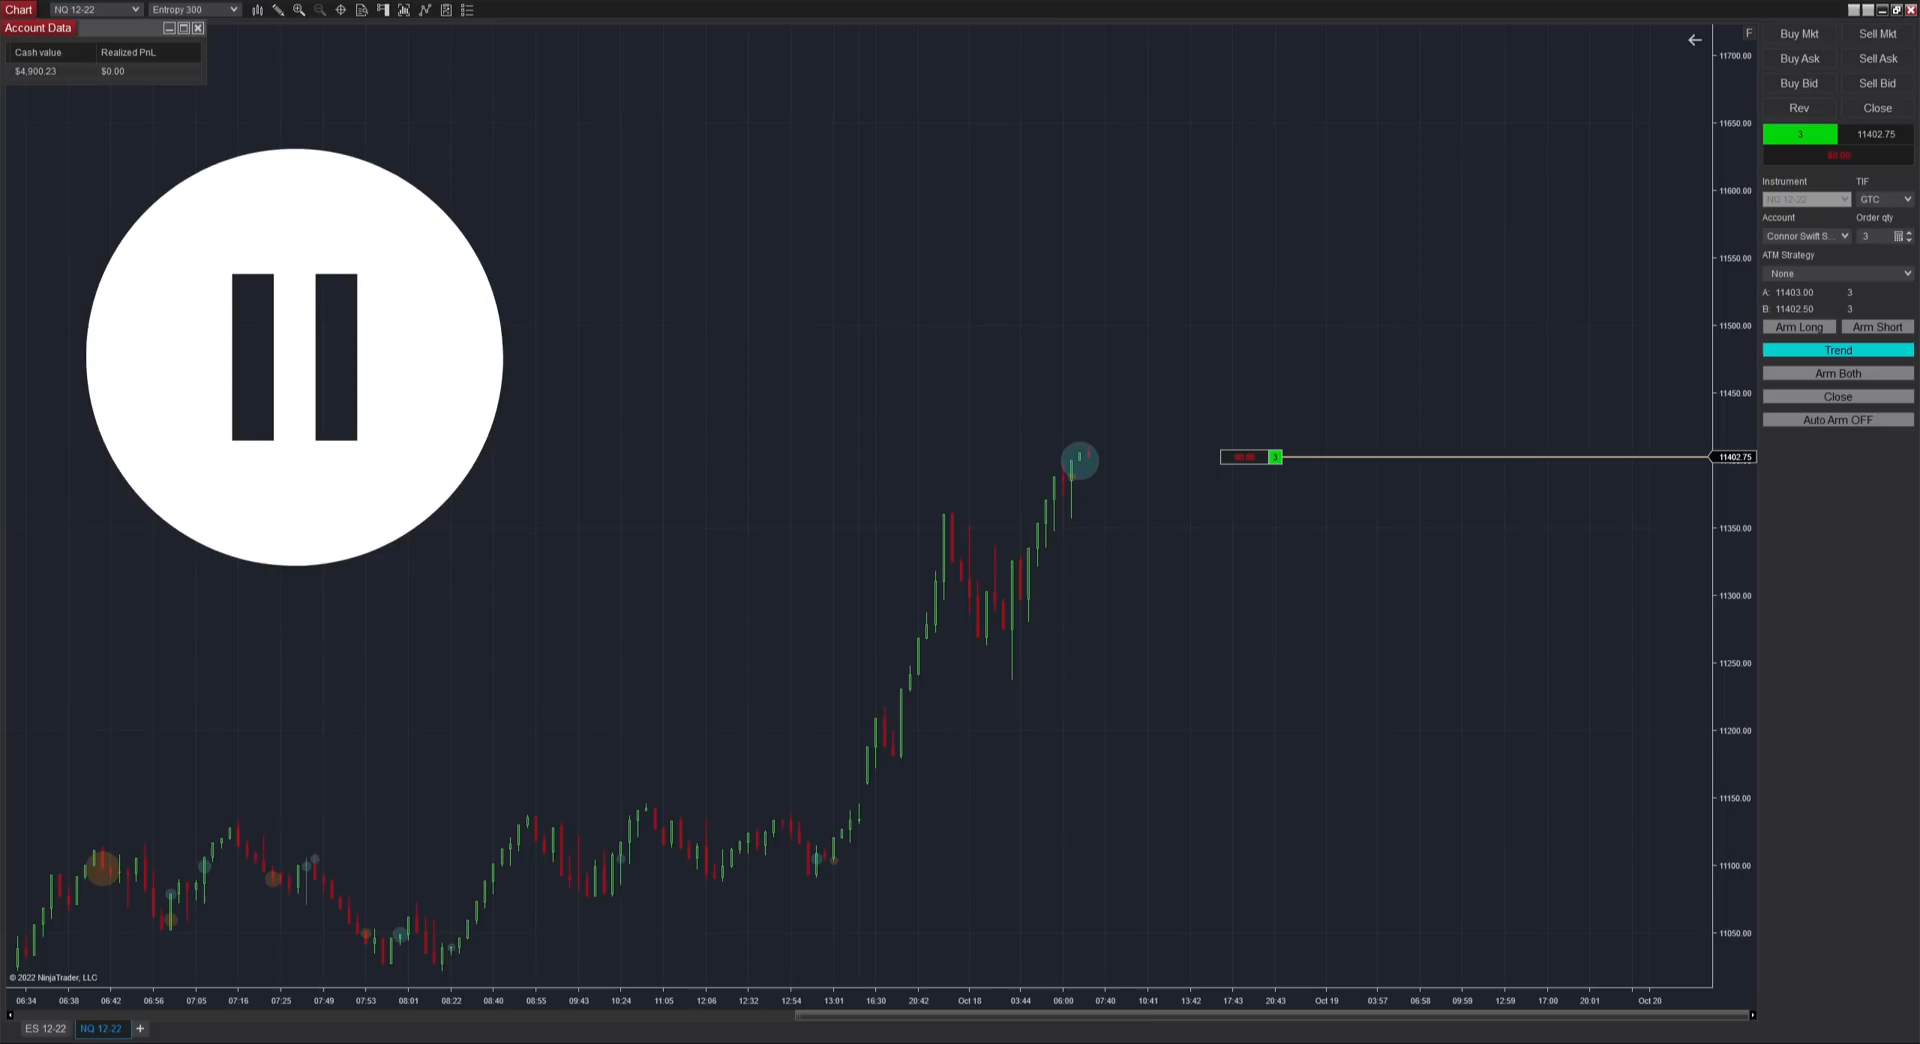 Chart NQ 12-22 Entropy 300
Account Data
Cash value Realized PnL
$4,900.23 $0.00
F
Buy Mkt Sell Mkt
Buy Ask Sell Ask
Buy Bid Sell Bid
Rev Close
3 11402.75
$0.00
Instrument TIF
NQ 12-22 GTC
Account Order qty
Connor Swift S... 3
ATM Strategy
None
A: 11403.00 3
B: 11402.50 3
Arm Long Arm Short
Trend
Arm Both
Close
Auto Arm OFF
11700.00
11650.00
11600.00
11550.00
11500.00
11450.00
$0.00 3 11402.75
11350.00
11300.00
11250.00
11200.00
11150.00
11100.00
11050.00
© 2022 NinjaTrader, LLC
06:34 06:38 06:42 06:56 07:05 07:16 07:25 07:49 07:53 08:01 08:22 08:40 08:55 09:43 10:24 11:05 12:06 12:32 12:54 13:01 16:30 20:42 Oct 18 03:44 06:00 07:40 10:41 13:42 17:43 20:43 Oct 19 03:57 06:58 09:59 12:59 17:00 20:01 Oct 20
ES 12-22 NQ 12-22 +